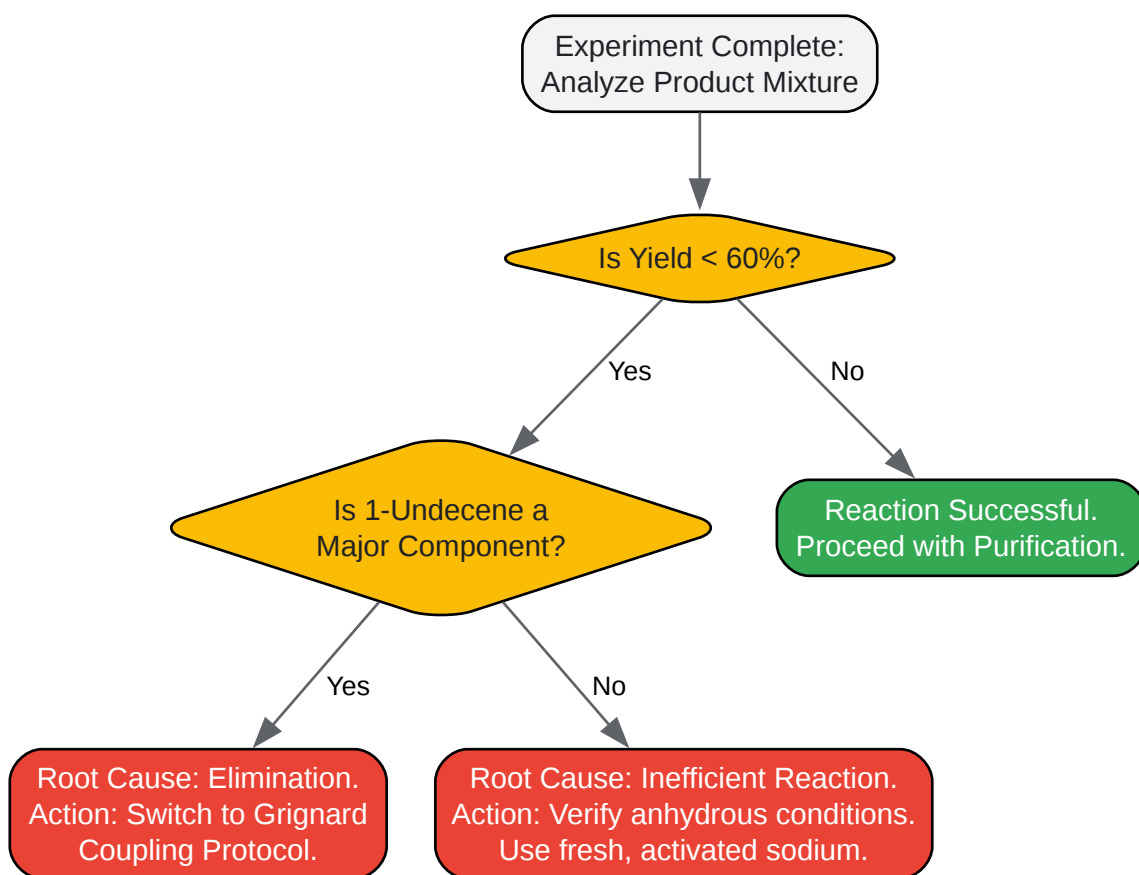 Experiment Complete:
Analyze Product Mixture
Is Yield < 60%?
Yes
No
Is 1-Undecene a
Major Component?
Reaction Successful.
Proceed with Purification.
Yes
No
Root Cause: Elimination.
Action: Switch to Grignard
Coupling Protocol.
Root Cause: Inefficient Reaction.
Action: Verify anhydrous conditions.
Use fresh, activated sodium.